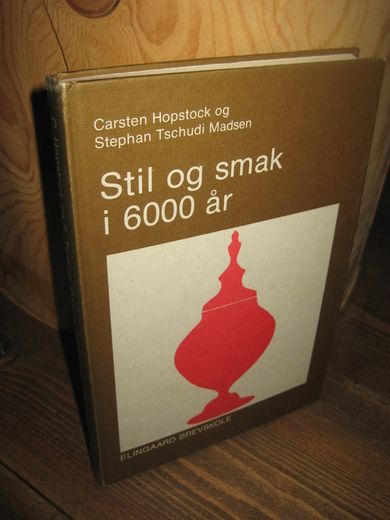 Carsten Hopstock og
Stephan Tschudi Madsen
Stil og smak
i 6000 år
ELINGAARD BREVSKOLE